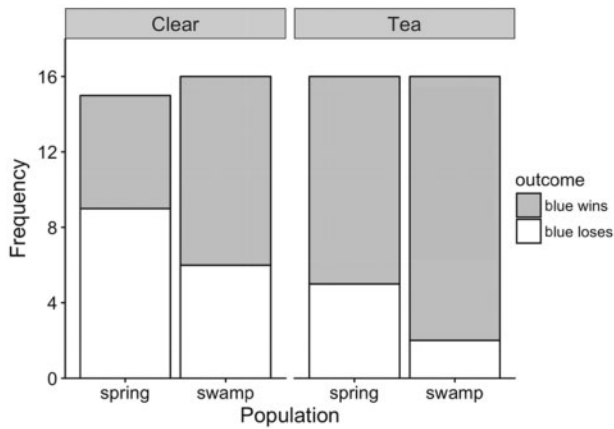 Clear Tea
16
12
8
4
0
Frequency
spring swamp spring swamp
Population
outcome
blue wins
blue loses